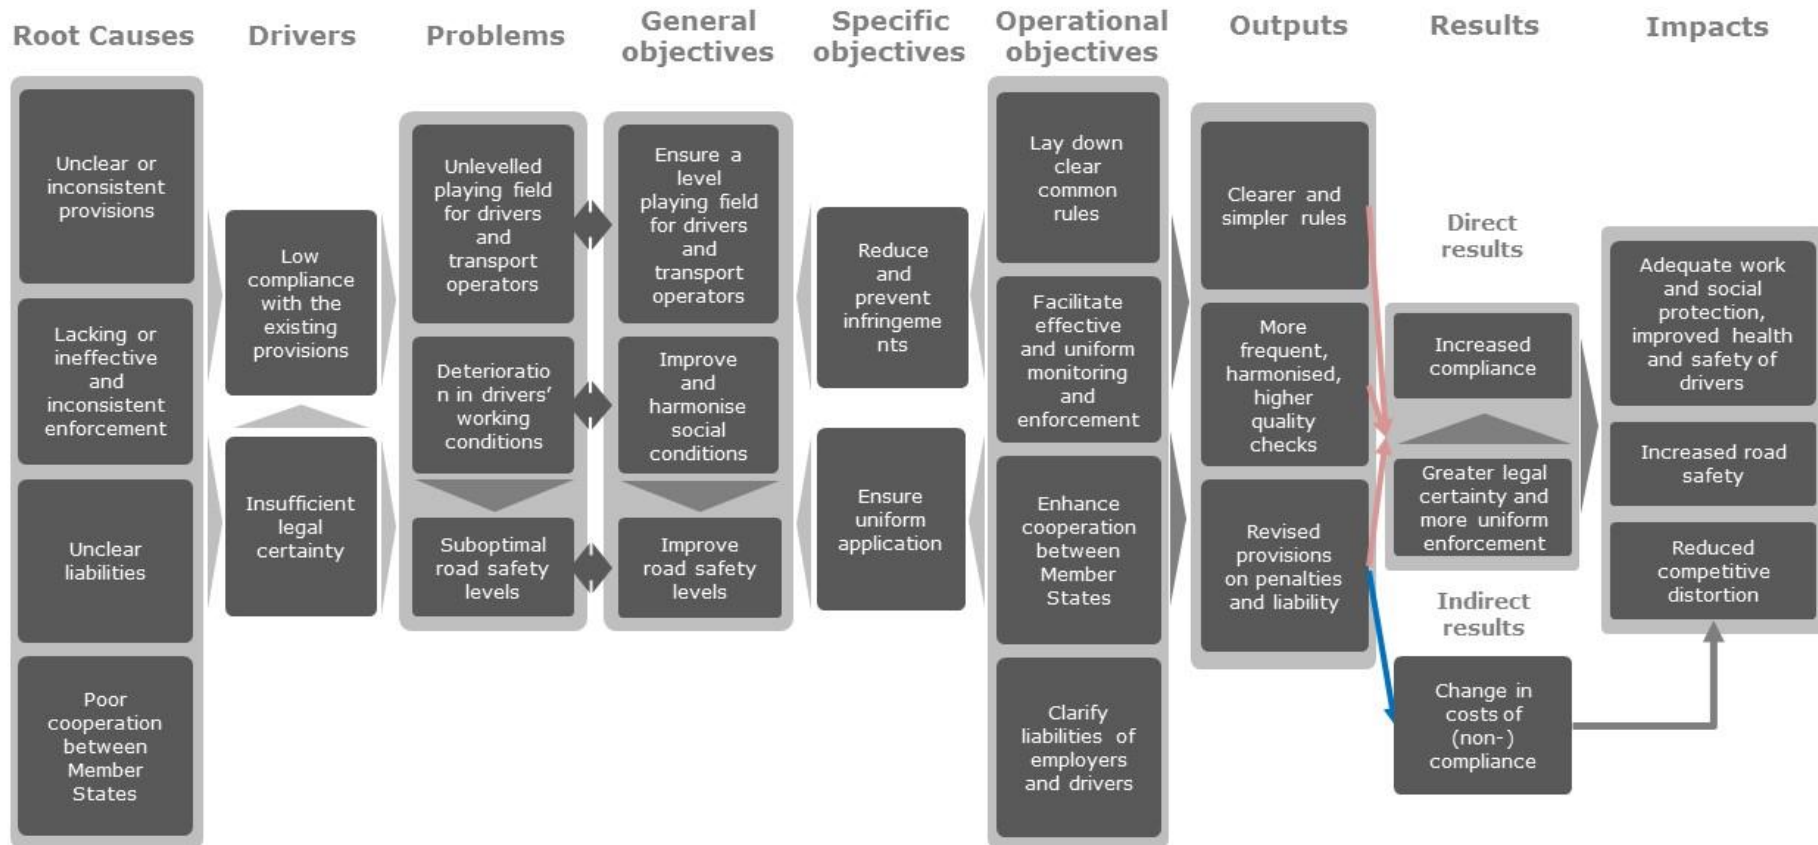 Root Causes
Drivers
Problems
General
objectives
Specific
objectives
Operational
objectives
Outputs
Results
Impacts
Unclear or
inconsistent
provisions
Lacking or
ineffective
and
inconsistent
enforcement
Unclear
liabilities
Poor
cooperation
between
Member
States
Low
compliance
with the
existing
provisions
Insufficient
legal
certainty
Unlevelled
playing field
for drivers
and
transport
operators
Deterioratio
n in drivers’
working
conditions
Suboptimal
road safety
levels
Ensure a
level
playing field
for drivers
and
transport
operators
Improve
and
harmonise
social
conditions
Improve
road safety
levels
Reduce
and
prevent
infringeme
nts
Ensure
uniform
application
Lay down
clear
common
rules
Facilitate
effective
and uniform
monitoring
and
enforcement
Enhance
cooperation
between
Member
States
Clarify
liabilities of
employers
and drivers
Clearer and
simpler rules
More
frequent,
harmonised,
higher
quality
checks
Revised
provisions
on penalties
and liability
Direct
results
Increased
compliance
Greater legal
certainty and
more uniform
enforcement
Indirect
results
Change in
costs of
(non-)
compliance
Adequate work
and social
protection,
improved health
and safety of
drivers
Increased road
safety
Reduced
competitive
distortion